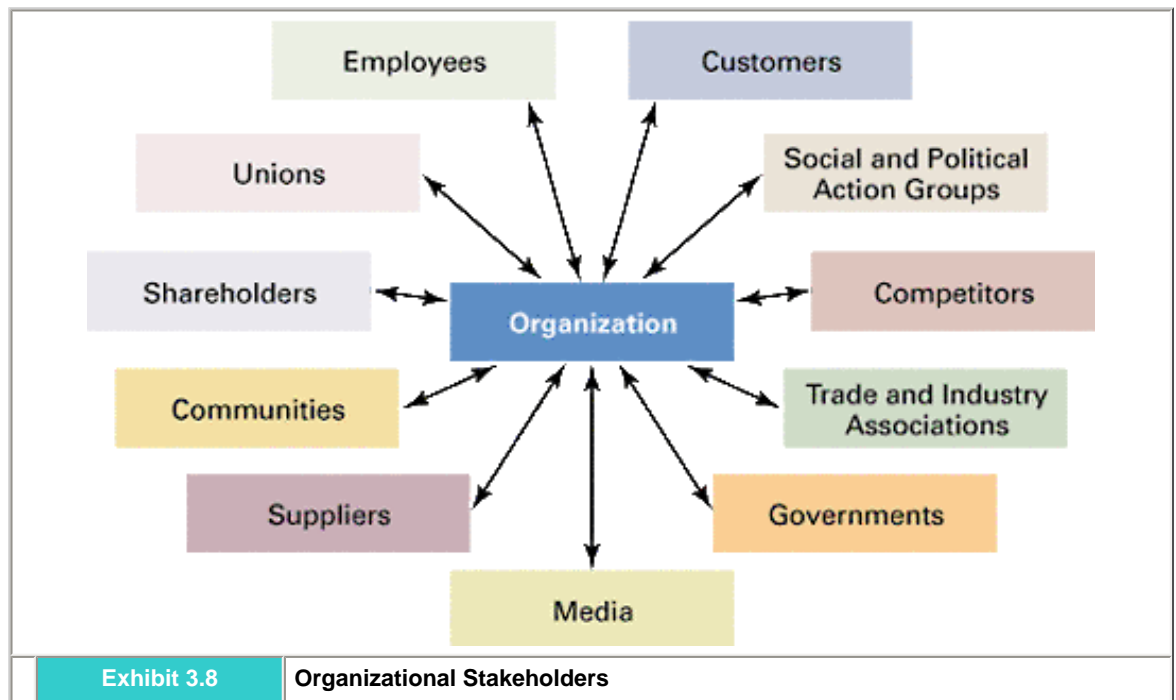 Employees
Customers
Unions
Social and Political
Action Groups
Shareholders
Competitors
Organization
Communities
Trade and Industry
Associations
Suppliers
Governments
Media
Exhibit 3.8
Organizational Stakeholders